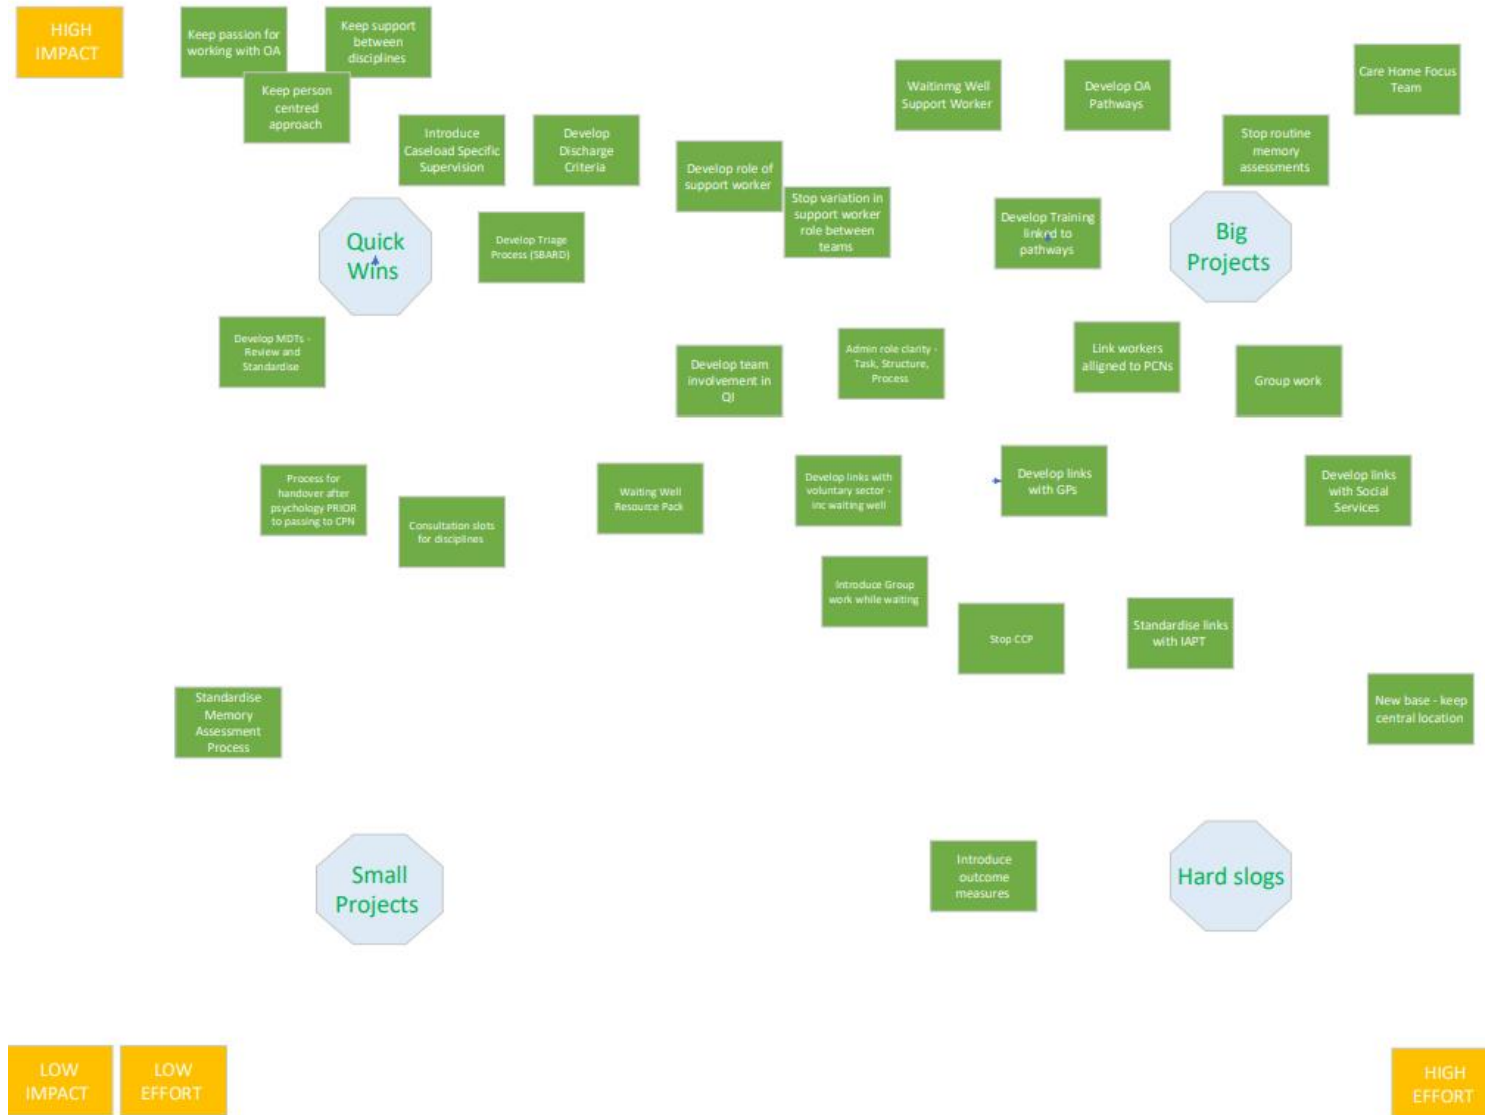 HIGH
IMPACT
Keep passion for
working with OA
Keep support
between
disciplines
Keep person
centred
approach
Introduce
Caseload Specific
Supervision
Develop
Discharge
Criteria
Develop role of
support worker
Stop variation in
support worker
role between
teams
Waitinmg Well
Support Worker
Develop OA
Pathways
Care Home Focus
Team
Stop routine
memory
assessments
Quick
Wins
Develop Triage
Process (SBARD)
Develop Training
linked to
pathways
Big
Projects
Develop MDTs -
Review and
Standardise
Develop team
involvement in
QI
Admin role clarity -
Task, Structure,
Process
Link workers
alligned to PCNs
Group work
Process for
handover after
psychology PRIOR
to passing to CPN
Consultation slots
for disciplines
Waiting Well
Resource Pack
Develop links with
voluntary sector -
inc waiting well
Develop links
with GPs
Develop links
with Social
Services
Introduce Group
work while waiting
Stop CCP
Standardise links
with IAPT
Standardise
Memory
Assessment
Process
New base - keep
central location
Small
Projects
Introduce
outcome
measures
Hard slogs
LOW
IMPACT
LOW
EFFORT
HIGH
EFFORT